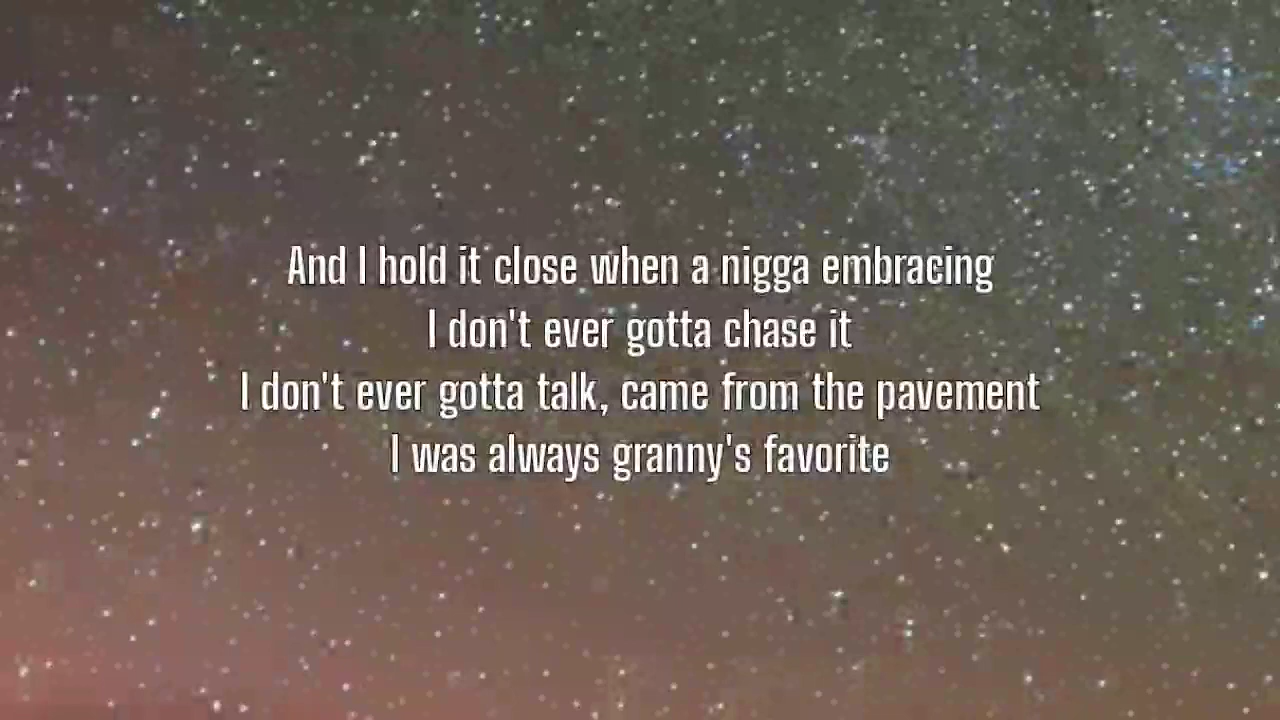 And I hold it close when a nigga embracing
I don't ever gotta chase it
I don't ever gotta talk, came from the pavement
I was always granny's favorite